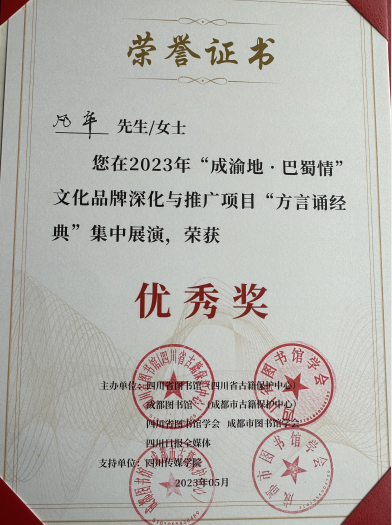 荣誉证书
华 先生/女士
您在2023年“成渝地·巴蜀情”
文化品牌深化与推广项目“方言诵经
典”集中展演，荣获
优秀奖
主办单位：四川省图书馆（四川省古籍保护中心）
成都图书馆（成都市古籍保护中心）
四川省图书馆学会 成都市图书馆学会
四川日报全媒体
支持单位：四川传媒学院
2023年05月